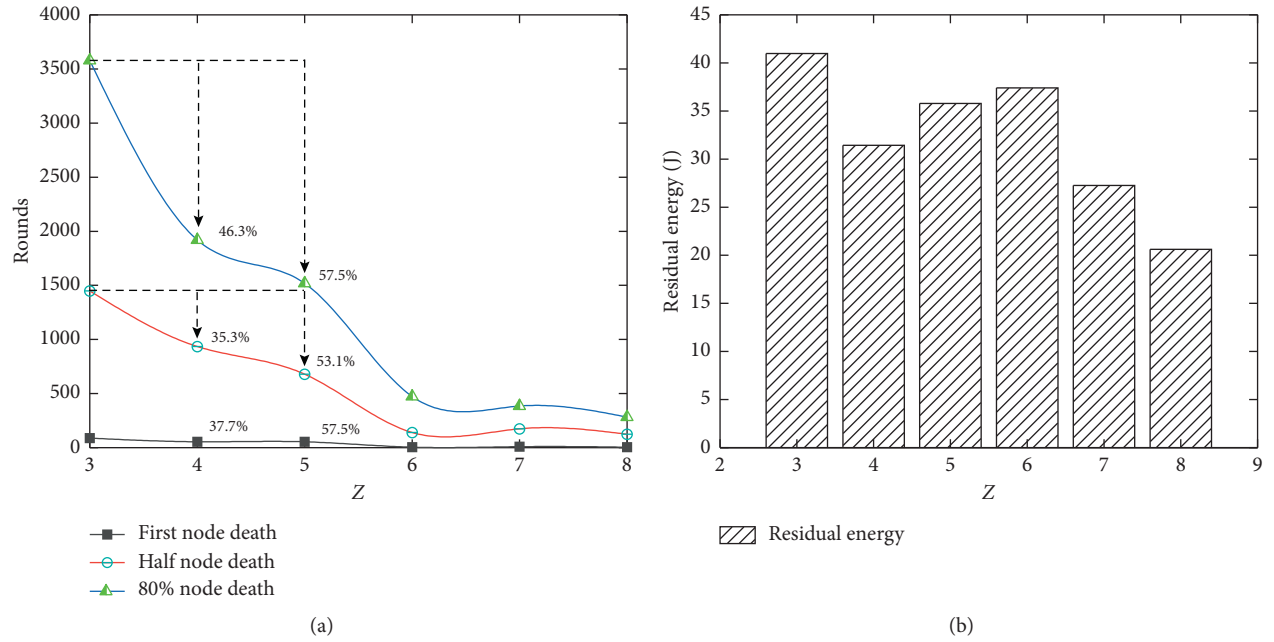 4000
3500
3000
2500
2000
1500
1000
500
0
Rounds
46.3%
57.5%
35.3%
53.1%
37.7%
57.5%
3 4 5 6 7 8
Z
First node death
Half node death
80% node death
(a)
45
40
35
30
25
20
15
10
5
0
Residual energy (J)
2 3 4 5 6 7 8 9
Z
Residual energy
(b)